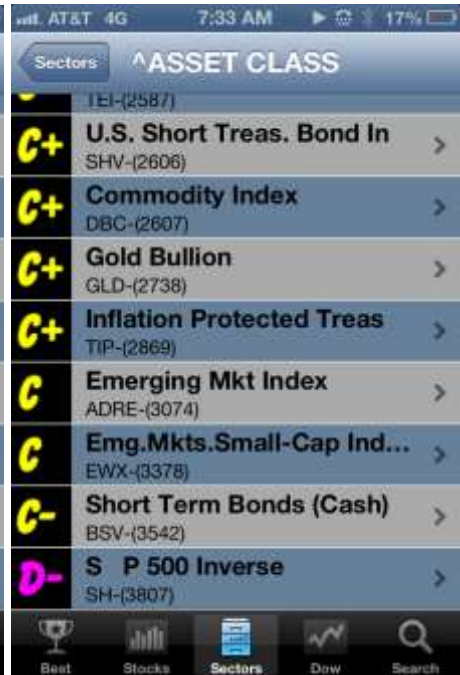 AT&T 4G 7:33 AM 17%
Sectors ^ASSET CLASS
TEI-(2587)
C+ U.S. Short Treas. Bond In
SHV-(2606)
C+ Commodity Index
DBC-(2607)
C+ Gold Bullion
GLD-(2738)
C+ Inflation Protected Treas
TIP-(2869)
C Emerging Mkt Index
ADRE-(3074)
C Emg.Mkts.Small-Cap Ind...
EWX-(3378)
C- Short Term Bonds (Cash)
BSV-(3542)
D- S P 500 Inverse
SH-(3807)
Best Stocks Sectors Dow Search